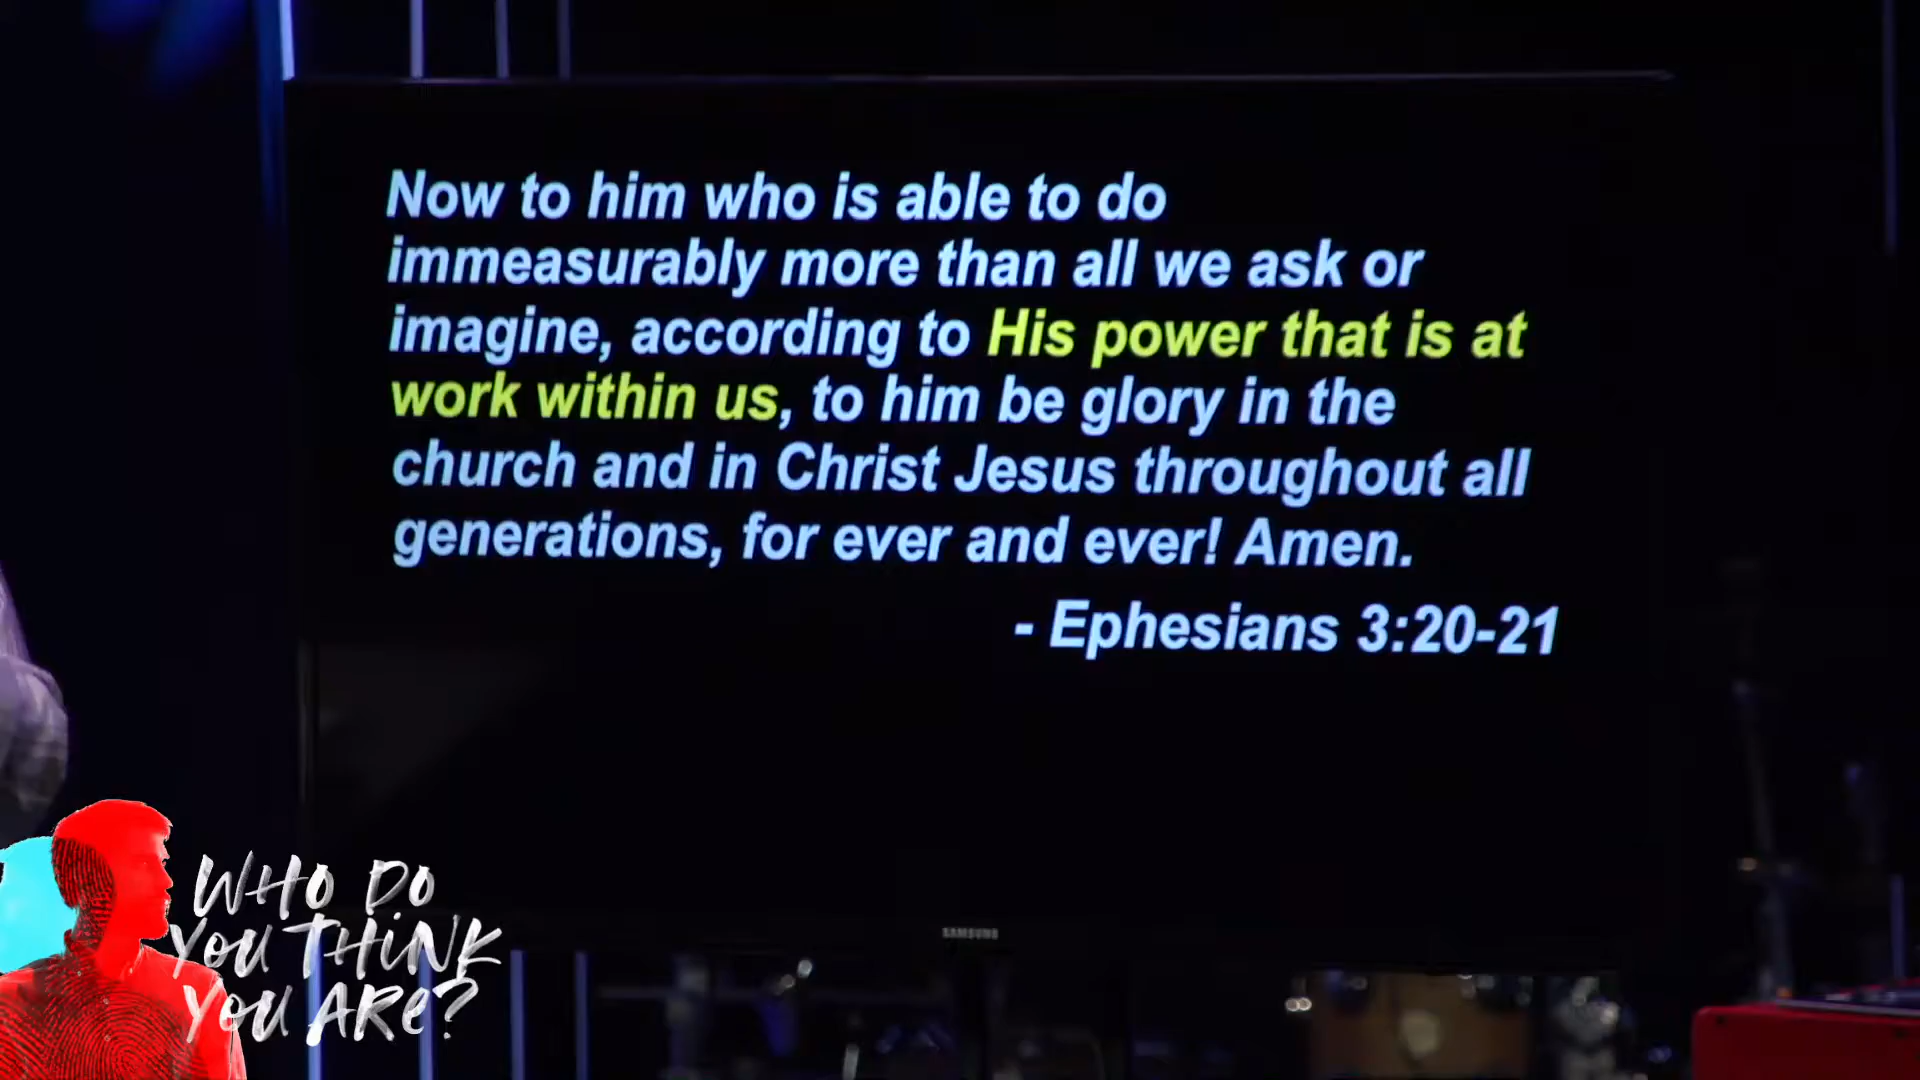 Now to him who is able to do
immeasurably more than all we ask or
imagine, according to His power that is at
work within us, to him be glory in the
church and in Christ Jesus throughout all
generations, for ever and ever! Amen.
- Ephesians 3:20-21
SAMSUNG
WHO DO
YOU THINK
YOU ARE?